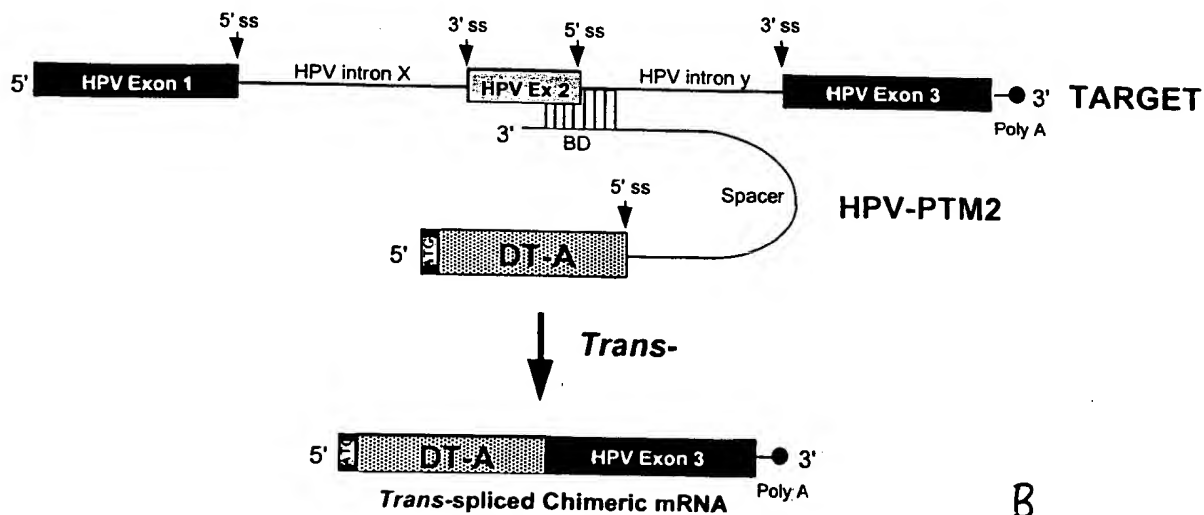 5' ss 3' ss 5' ss 3' ss
5' HPV Exon 1 HPV intron X HPV Ex 2 HPV intron y HPV Exon 3 3' TARGET
Poly A
3' BD
Spacer HPV-PTM2
5' ss
5' ATG DT-A
Trans-
5' ATG DT-A HPV Exon 3 3'
Poly A
Trans-spliced Chimeric mRNA
B